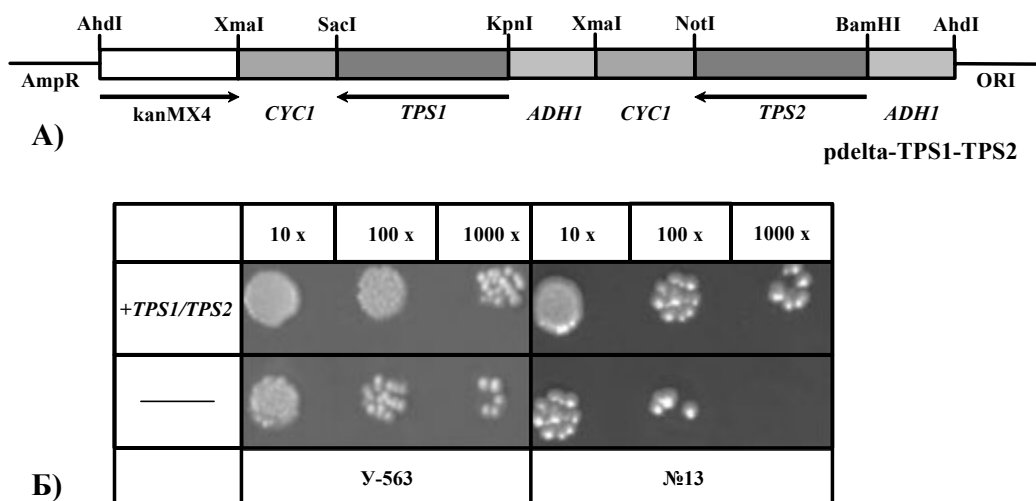 AhdI XmaI SacI KpnI XmaI NotI BamHI AhdI
AmpR ORI
kanMX4 CYC1 TPS1 ADH1 CYC1 TPS2 ADH1
А)
pdelta-TPS1-TPS2
10 x 100 x 1000 x 10 x 100 x 1000 x
+TPS1/TPS2
У-563 №13
Б)